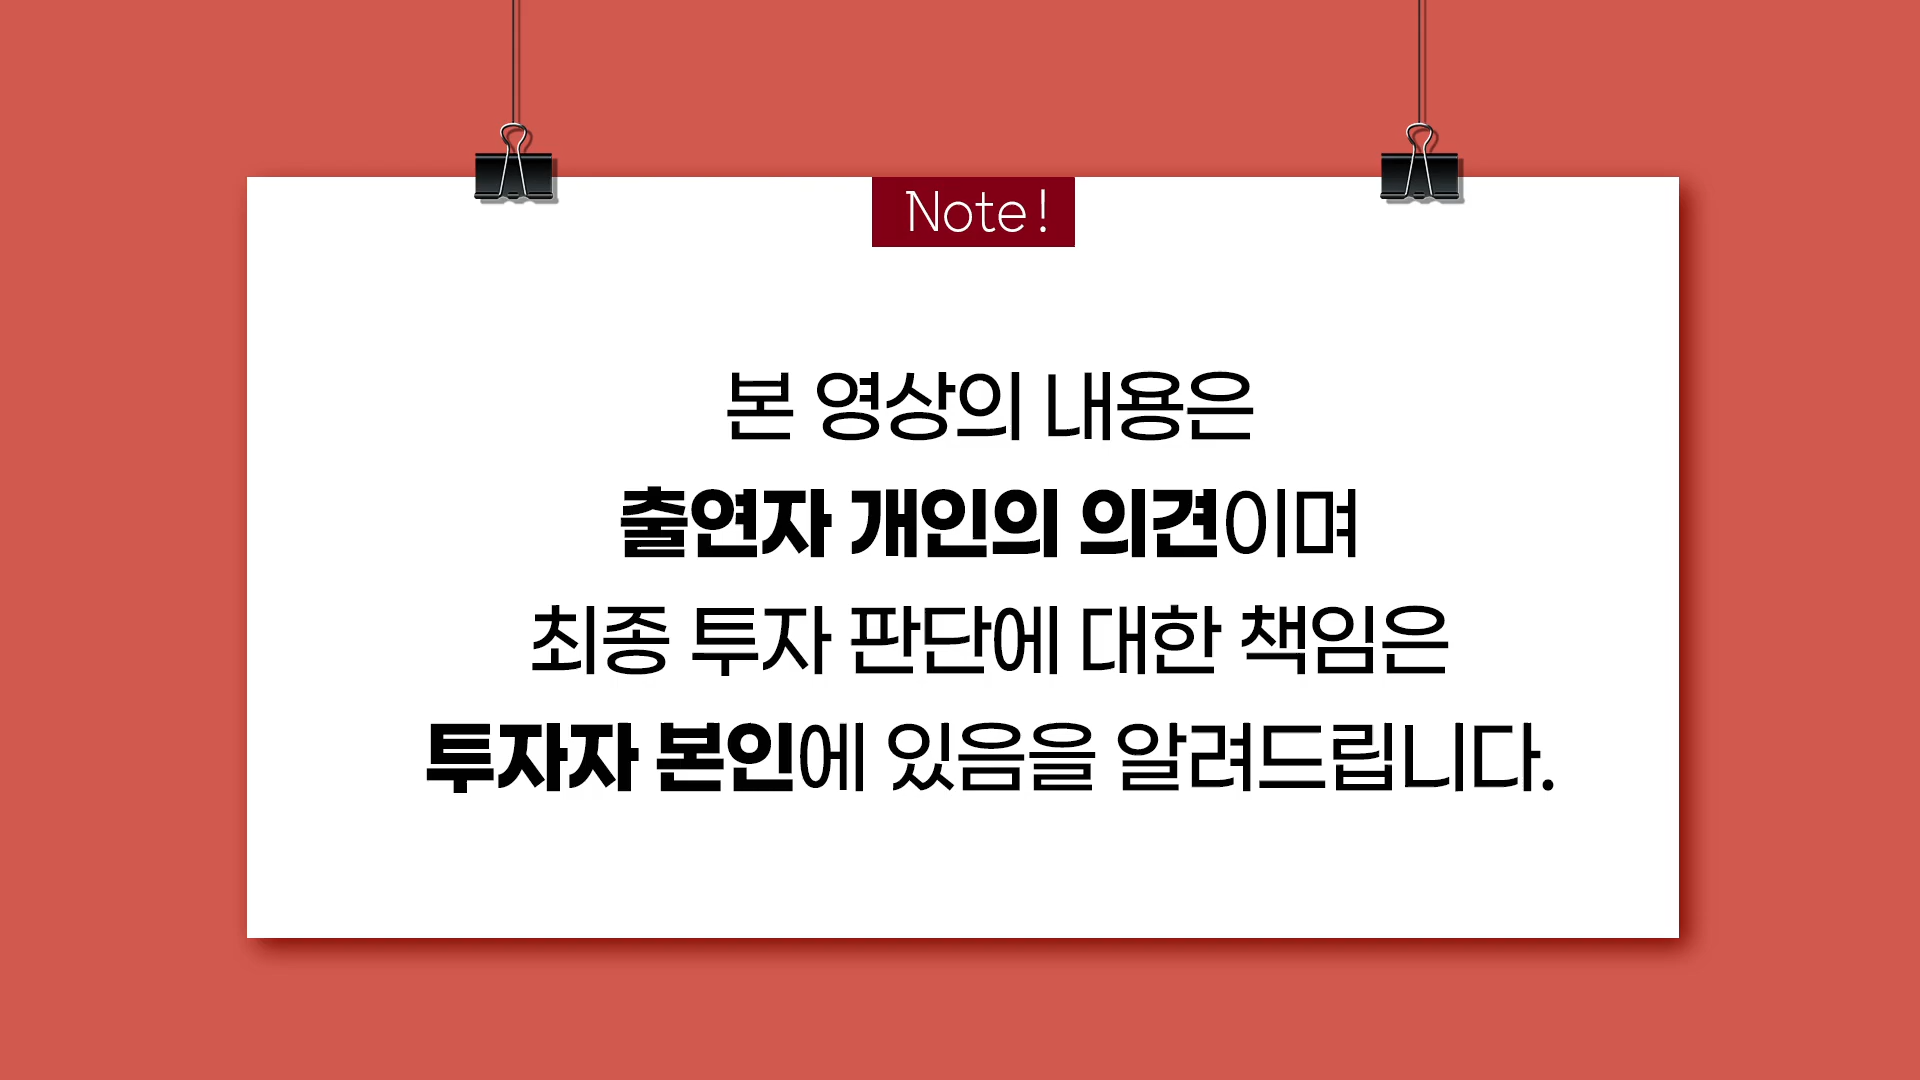 Note!
본 영상의 내용은
출연자 개인의 의견이며
최종 투자 판단에 대한 책임은
투자자 본인에 있음을 알려드립니다.